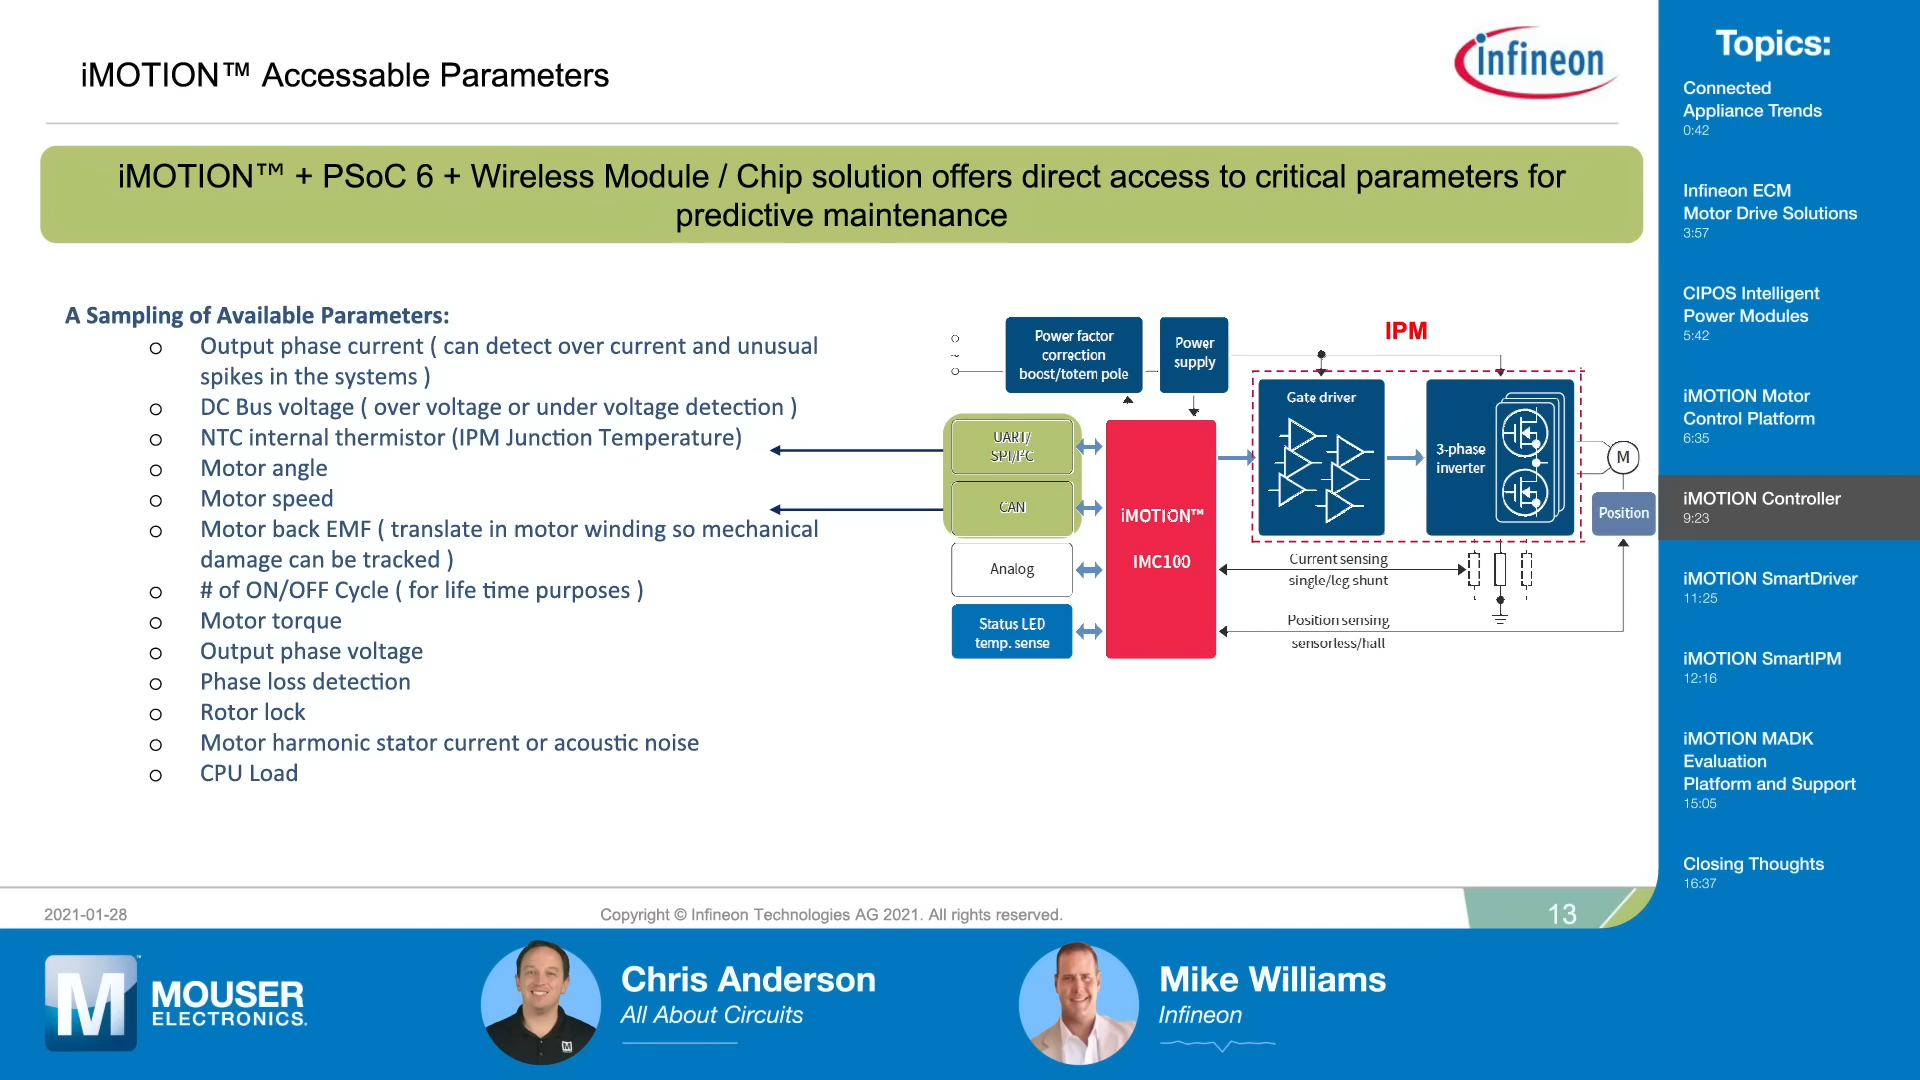 iMOTION™ Accessable Parameters
infineon
iMOTION™ + PSoC 6 + Wireless Module / Chip solution offers direct access to critical parameters for
predictive maintenance
A Sampling of Available Parameters:
o Output phase current ( can detect over current and unusual
spikes in the systems )
o DC Bus voltage ( over voltage or under voltage detection )
o NTC internal thermistor (IPM Junction Temperature)
o Motor angle
o Motor speed
o Motor back EMF ( translate in motor winding so mechanical
damage can be tracked )
o # of ON/OFF Cycle ( for life time purposes )
o Motor torque
o Output phase voltage
o Phase loss detection
o Rotor lock
o Motor harmonic stator current or acoustic noise
o CPU Load
Power factor
correction
boost/totem pole
Power
supply
IPM
UART/
SPI/I²C
CAN
Analog
Status LED
temp. sense
iMOTION™
IMC100
Gate driver
3-phase
inverter
M
Position
Current sensing
single/leg shunt
Position sensing
sensorless/hall
2021-01-28
Copyright © Infineon Technologies AG 2021. All rights reserved.
13
Topics:
Connected
Appliance Trends
0:42
Infineon ECM
Motor Drive Solutions
3:57
CIPOS Intelligent
Power Modules
5:42
iMOTION Motor
Control Platform
6:35
iMOTION Controller
9:23
iMOTION SmartDriver
11:25
iMOTION SmartIPM
12:16
iMOTION MADK
Evaluation
Platform and Support
15:05
Closing Thoughts
16:37
M
MOUSER
ELECTRONICS.
Chris Anderson
All About Circuits
Mike Williams
Infineon